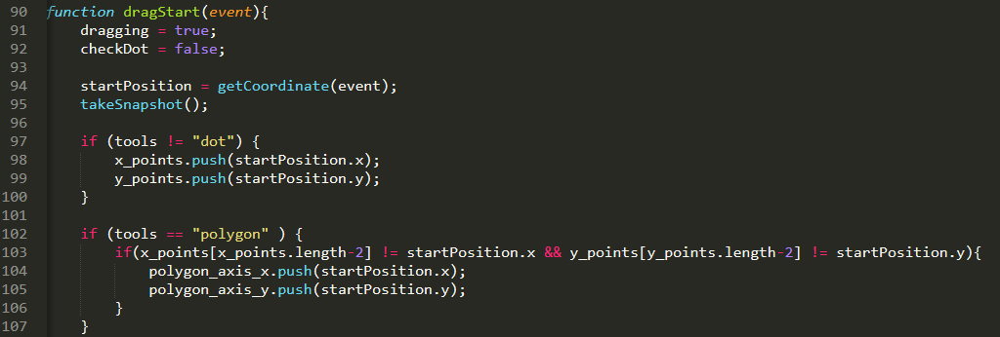 90 function dragStart(event){
91     dragging = true;
92     checkDot = false;
93
94     startPosition = getCoordinate(event);
95     takeSnapshot();
96
97     if (tools != "dot") {
98         x_points.push(startPosition.x);
99         y_points.push(startPosition.y);
100     }
101
102     if (tools == "polygon" ) {
103         if(x_points[x_points.length-2] != startPosition.x && y_points[y_points.length-2] != startPosition.y){
104             polygon_axis_x.push(startPosition.x);
105             polygon_axis_y.push(startPosition.y);
106         }
107     }